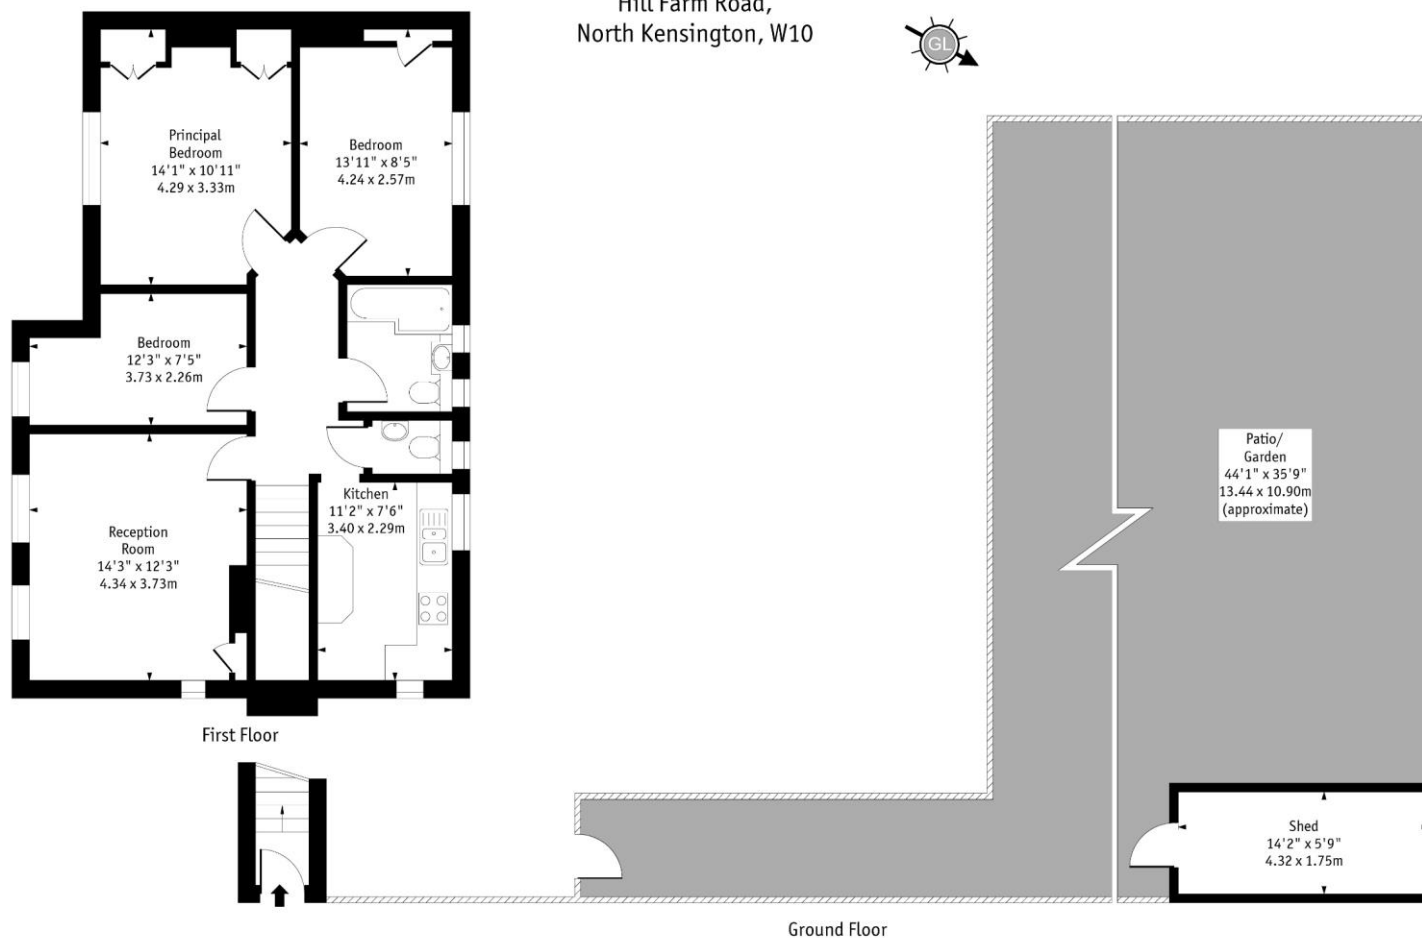 Hill Farm Road,
North Kensington, W10
GL
Principal
Bedroom
14'1" x 10'11"
4.29 x 3.33m
Bedroom
13'11" x 8'5"
4.24 x 2.57m
Bedroom
12'3" x 7'5"
3.73 x 2.26m
Reception
Room
14'3" x 12'3"
4.34 x 3.73m
Kitchen
11'2" x 7'6"
3.40 x 2.29m
First Floor
Patio/
Garden
44'1" x 35'9"
13.44 x 10.90m
(approximate)
Shed
14'2" x 5'9"
4.32 x 1.75m
Ground Floor